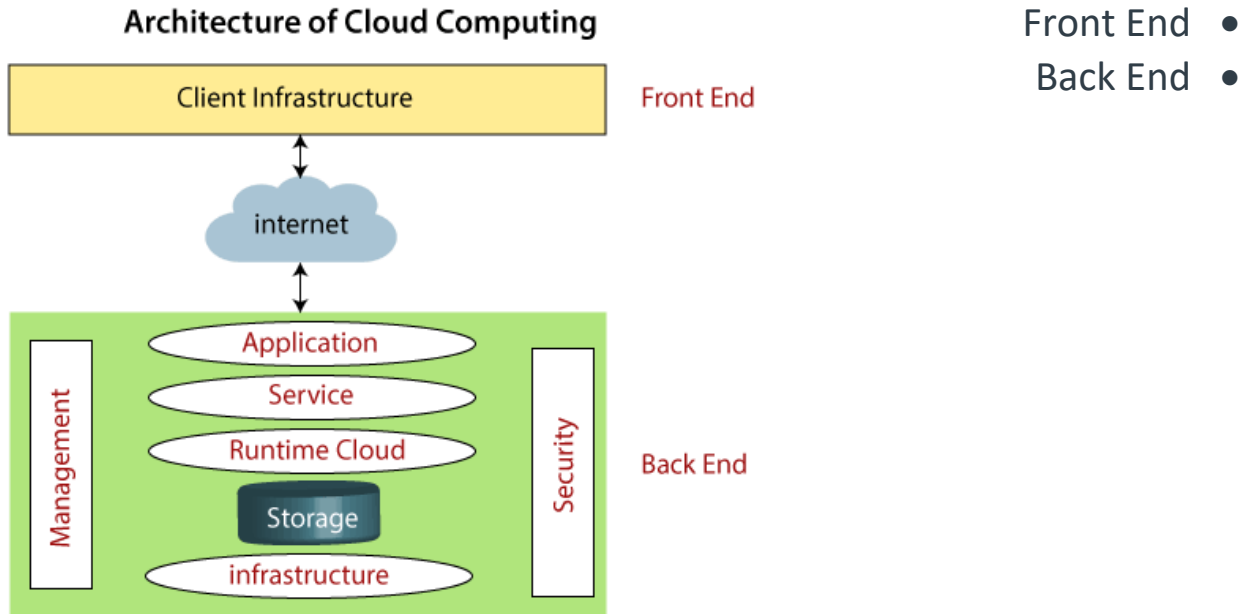 Architecture of Cloud Computing
Client Infrastructure
Front End
internet
Application
Service
Runtime Cloud
Storage
infrastructure
Management
Security
Back End
Front End •
Back End •